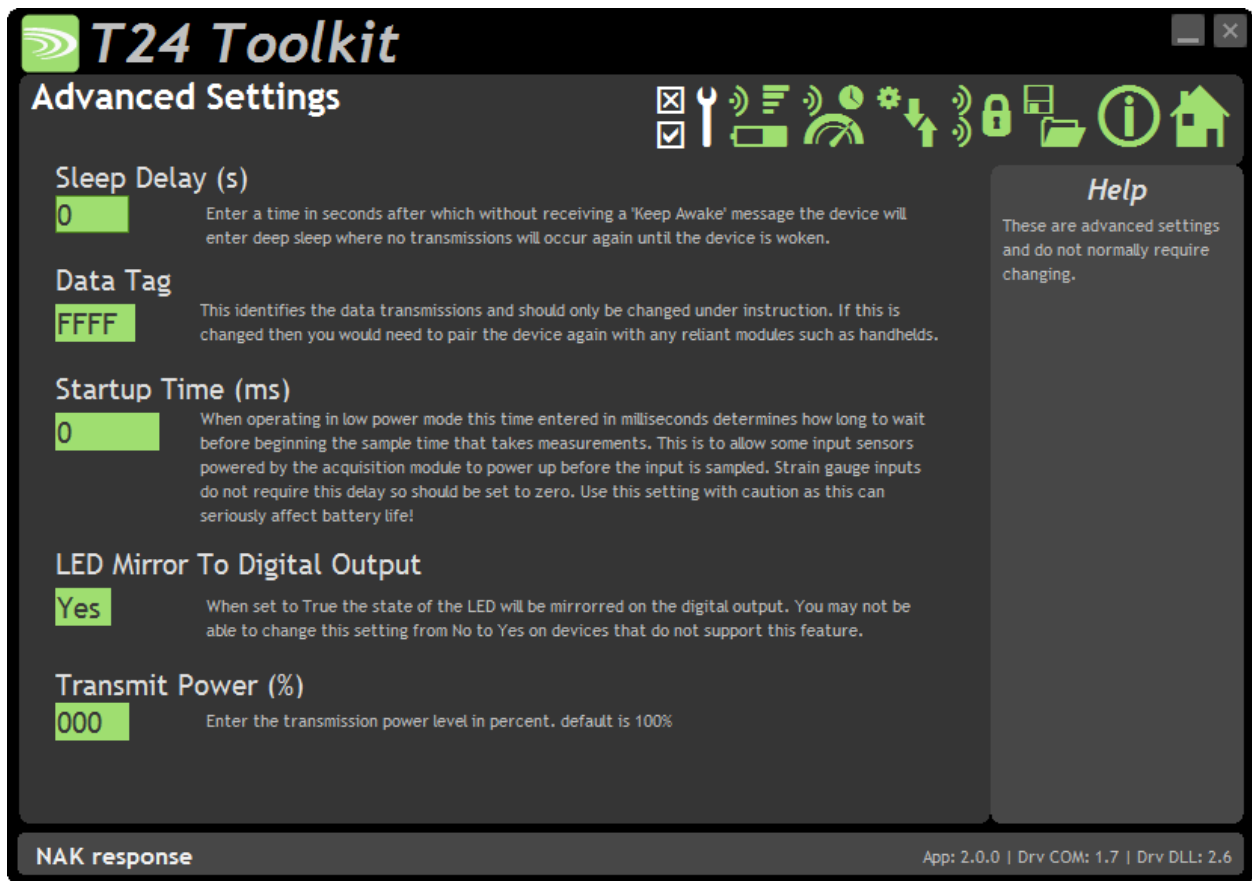 T24 Toolkit
Advanced Settings
Sleep Delay (s)
0
Enter a time in seconds after which without receiving a 'Keep Awake' message the device will
enter deep sleep where no transmissions will occur again until the device is woken.
Data Tag
FFFF
This identifies the data transmissions and should only be changed under instruction. If this is
changed then you would need to pair the device again with any reliant modules such as handhelds.
Startup Time (ms)
0
When operating in low power mode this time entered in milliseconds determines how long to wait
before beginning the sample time that takes measurements. This is to allow some input sensors
powered by the acquisition module to power up before the input is sampled. Strain gauge inputs
do not require this delay so should be set to zero. Use this setting with caution as this can
seriously affect battery life!
LED Mirror To Digital Output
Yes
When set to True the state of the LED will be mirrorred on the digital output. You may not be
able to change this setting from No to Yes on devices that do not support this feature.
Transmit Power (%)
000
Enter the transmission power level in percent. default is 100%
Help
These are advanced settings
and do not normally require
changing.
NAK response
App: 2.0.0 | Drv COM: 1.7 | Drv DLL: 2.6